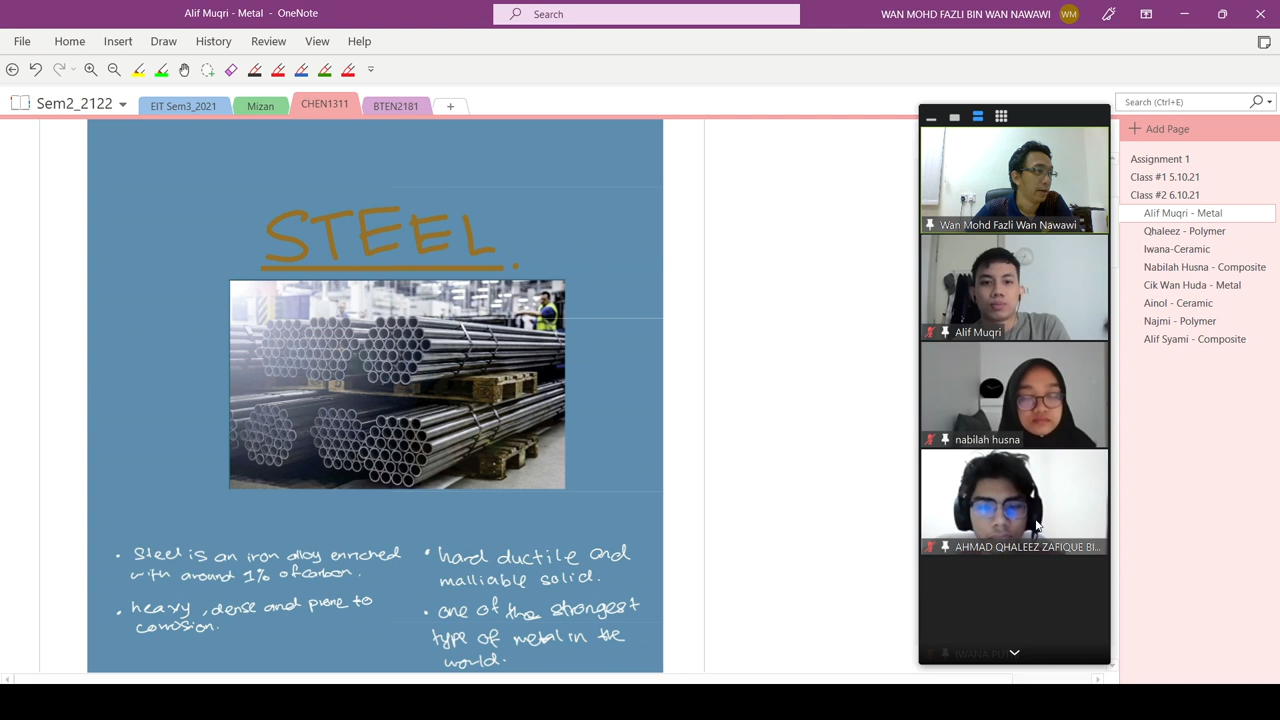 Alif Muqri - Metal - OneNote
Search
WAN MOHD FAZLI BIN WAN NAWAWI
WM
File Home Insert Draw History Review View Help
Sem2_2122
EIT Sem3_2021
Mizan
CHEN1311
BTEN2181
Search (Ctrl+E)
Add Page
Assignment 1
Class #1 5.10.21
Class #2 6.10.21
Alif Muqri - Metal
Qhaleez - Polymer
Iwana-Ceramic
Nabilah Husna - Composite
Cik Wan Huda - Metal
Ainol - Ceramic
Najmi - Polymer
Alif Syami - Composite
STEEL.
• Steel is an iron alloy enriched
with around 1% of carbon.
• heavy, dense and prone to
corrosion.
• hard ductile and
malliable solid.
• one of the strongest
type of metal in the
world.
Wan Mohd Fazli Wan Nawawi
Alif Muqri
nabilah husna
AHMAD QHALEEZ ZAFIQUE BI...
IWANA PUT